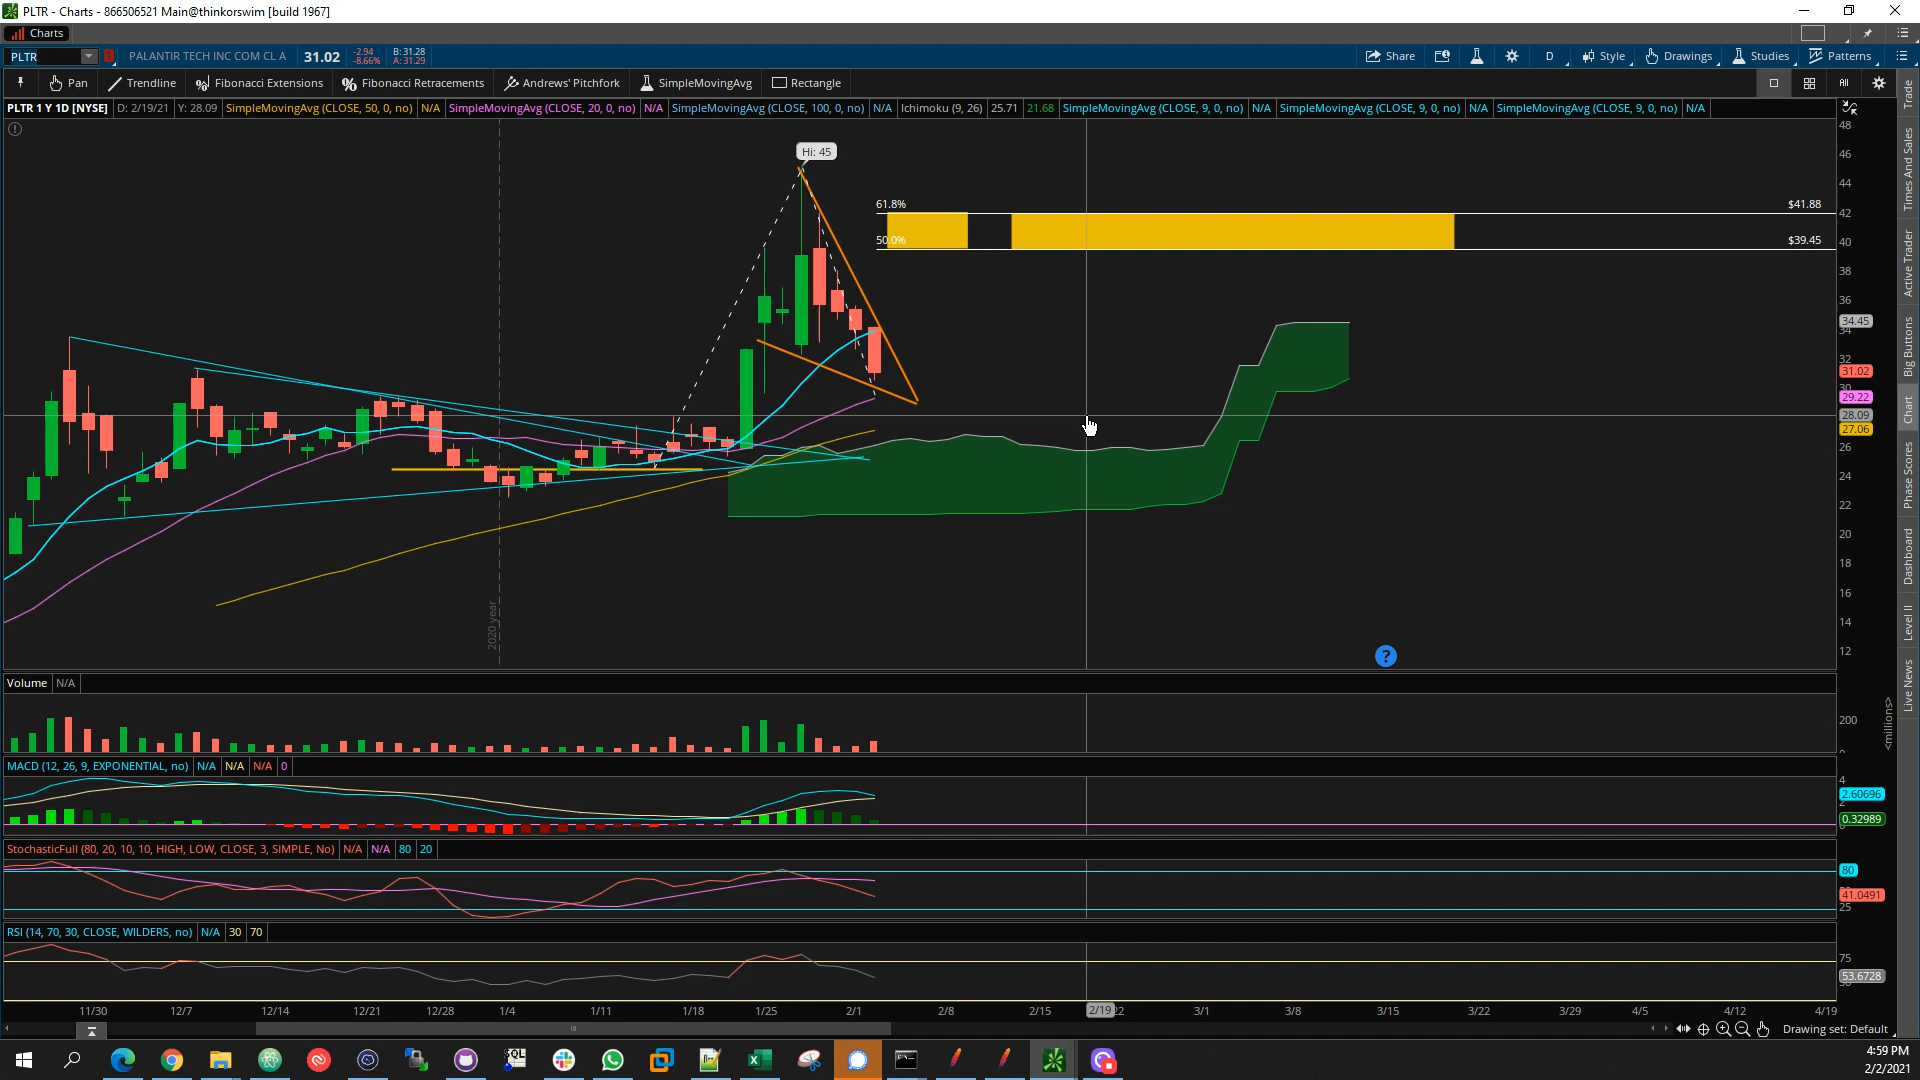 PLTR - Charts - 866506521 Main@thinkorswim [build 1967]
Charts
PLTR PALANTIR TECH INC COM CL A 31.02 -2.94 -8.66% B: 31.28 A: 31.29 Share D Style Drawings Studies Patterns
Pan Trendline Fibonacci Extensions Fibonacci Retracements Andrews' Pitchfork SimpleMovingAvg Rectangle
PLTR 1 Y 1D [NYSE] D: 2/19/21 Y: 28.09 SimpleMovingAvg (CLOSE, 50, 0, no) N/A SimpleMovingAvg (CLOSE, 20, 0, no) N/A SimpleMovingAvg (CLOSE, 100, 0, no) N/A Ichimoku (9, 26) 25.71 21.68 SimpleMovingAvg (CLOSE, 9, 0, no) N/A SimpleMovingAvg (CLOSE, 9, 0, no) N/A SimpleMovingAvg (CLOSE, 9, 0, no) N/A
Hi: 45
61.8% $41.88
50.0% $39.45
2020 year
48
46
44
42
40
38
36
34.45
34
32
31.02
30
29.22
28.09
27.06
26
24
22
20
18
16
14
12
?
Volume N/A
200
<millions>
MACD (12, 26, 9, EXPONENTIAL, no) N/A N/A N/A 0
4
2.60696
2
0.32989
StochasticFull (80, 20, 10, 10, HIGH, LOW, CLOSE, 3, SIMPLE, No) N/A N/A 80 20
80
41.0491
25
RSI (14, 70, 30, CLOSE, WILDERS, no) N/A 30 70
75
53.6728
11/30 12/7 12/14 12/21 12/28 1/4 1/11 1/18 1/25 2/1 2/8 2/15 2/19 22 3/1 3/8 3/15 3/22 3/29 4/5 4/12 4/19
Drawing set: Default
Trade
Times And Sales
Active Trader
Big Buttons
Chart
Phase Scores
Dashboard
Level II
Live News
SQL
4:59 PM
2/2/2021